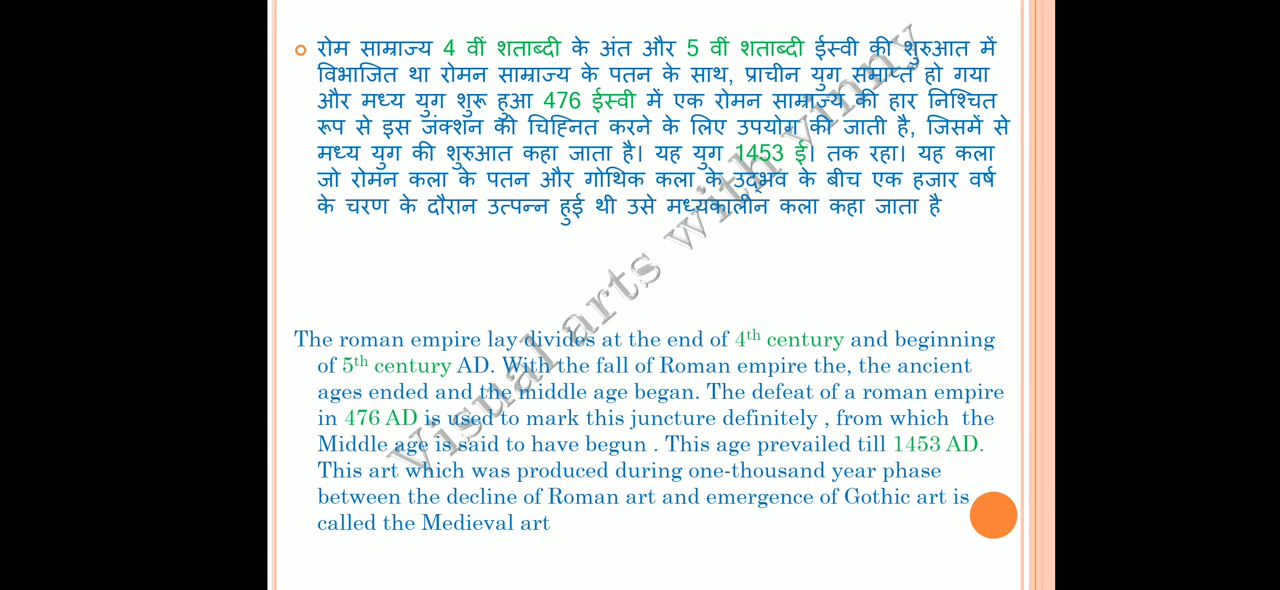 रोम साम्राज्य 4 वीं शताब्दी के अंत और 5 वीं शताब्दी ईस्वी की शुरुआत में
विभाजित था रोमन साम्राज्य के पतन के साथ, प्राचीन युग समाप्त हो गया
और मध्य युग शुरू हुआ 476 ईस्वी में एक रोमन साम्राज्य की हार निश्चित
रूप से इस जंक्शन को चिह्नित करने के लिए उपयोग की जाती है, जिसमें से
मध्य युग की शुरुआत कहा जाता है। यह युग 1453 ई। तक रहा। यह कला
जो रोमन कला के पतन और गोथिक कला के उद्भव के बीच एक हजार वर्ष
के चरण के दौरान उत्पन्न हुई थी उसे मध्यकालीन कला कहा जाता है
The roman empire lay divides at the end of 4th century and beginning
of 5th century AD. With the fall of Roman empire the, the ancient
ages ended and the middle age began. The defeat of a roman empire
in 476 AD is used to mark this juncture definitely , from which the
Middle age is said to have begun . This age prevailed till 1453 AD.
This art which was produced during one-thousand year phase
between the decline of Roman art and emergence of Gothic art is
called the Medieval art
Visual arts with vinny